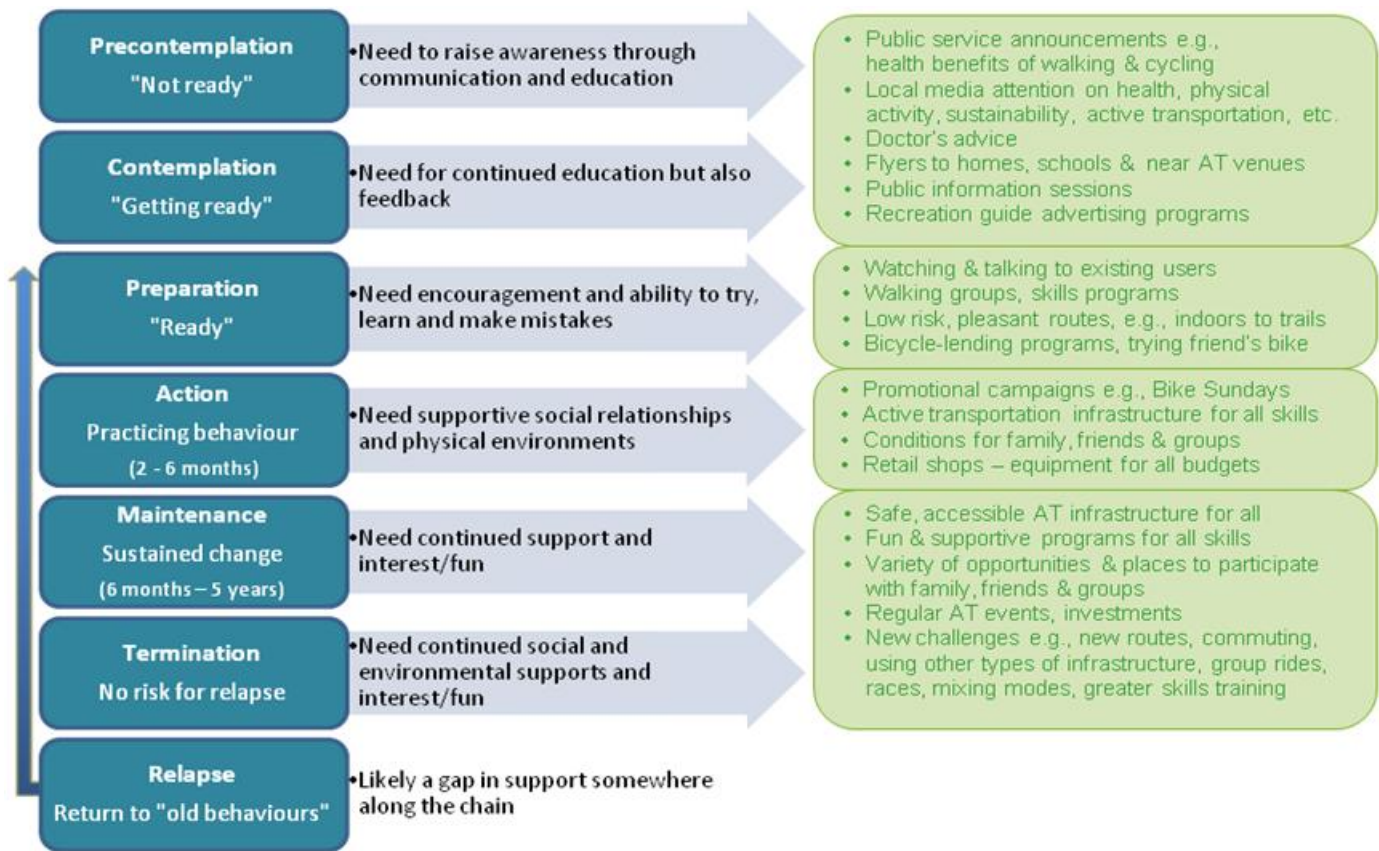 Precontemplation
"Not ready"
•Need to raise awareness through
communication and education
Contemplation
"Getting ready"
•Need for continued education but also
feedback
• Public service announcements e.g.,
health benefits of walking & cycling
• Local media attention on health, physical
activity, sustainability, active transportation, etc.
• Doctor's advice
• Flyers to homes, schools & near AT venues
• Public information sessions
• Recreation guide advertising programs
Preparation
"Ready"
•Need encouragement and ability to try,
learn and make mistakes
• Watching & talking to existing users
• Walking groups, skills programs
• Low risk, pleasant routes, e.g., indoors to trails
• Bicycle-lending programs, trying friend's bike
Action
Practicing behaviour
(2 - 6 months)
•Need supportive social relationships
and physical environments
• Promotional campaigns e.g., Bike Sundays
• Active transportation infrastructure for all skills
• Conditions for family, friends & groups
• Retail shops – equipment for all budgets
Maintenance
Sustained change
(6 months – 5 years)
•Need continued support and
interest/fun
Termination
No risk for relapse
•Need continued social and
environmental supports and
interest/fun
• Safe, accessible AT infrastructure for all
• Fun & supportive programs for all skills
• Variety of opportunities & places to participate
with family, friends & groups
• Regular AT events, investments
• New challenges e.g., new routes, commuting,
using other types of infrastructure, group rides,
races, mixing modes, greater skills training
Relapse
Return to "old behaviours"
•Likely a gap in support somewhere
along the chain